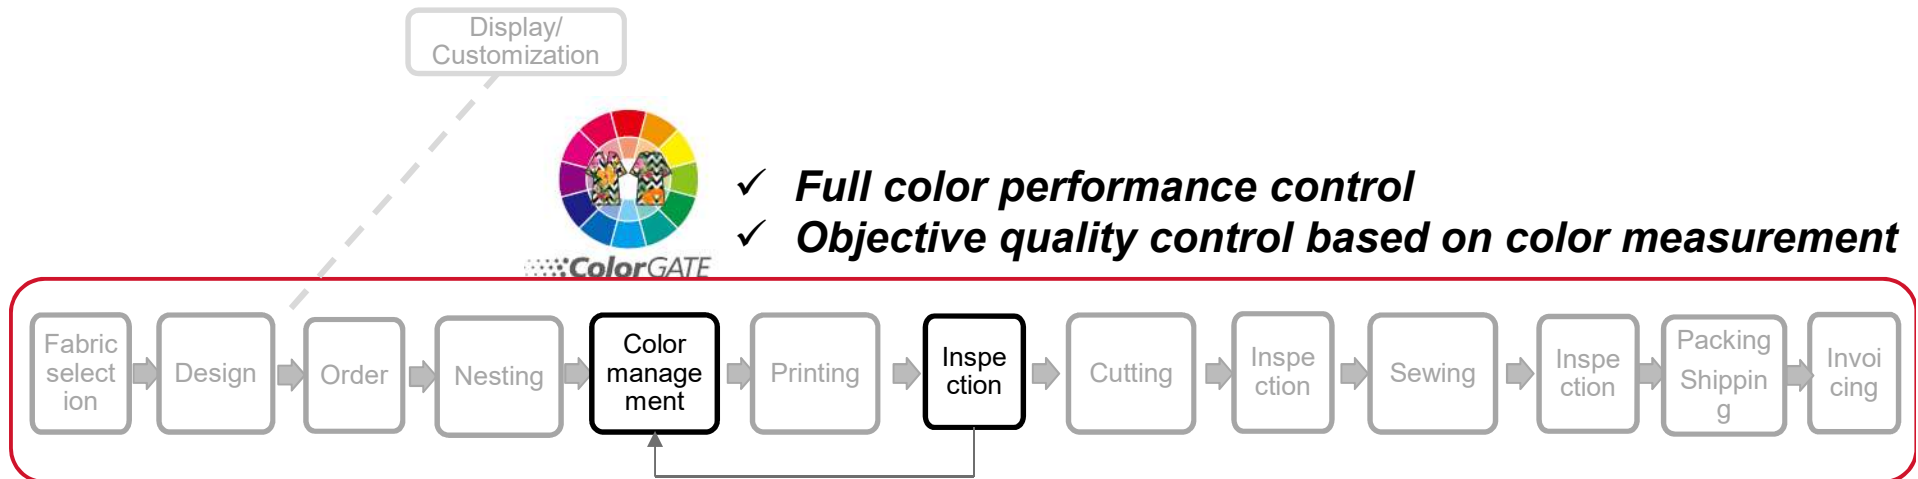 Display/
Customization
✓ Full color performance control
✓ Objective quality control based on color measurement
ColorGATE
Fabric
select
ion
Design
Order
Nesting
Color
manage
ment
Printing
Inspe
ction
Cutting
Inspe
ction
Sewing
Inspe
ction
Packing
Shippin
g
Invoi
cing